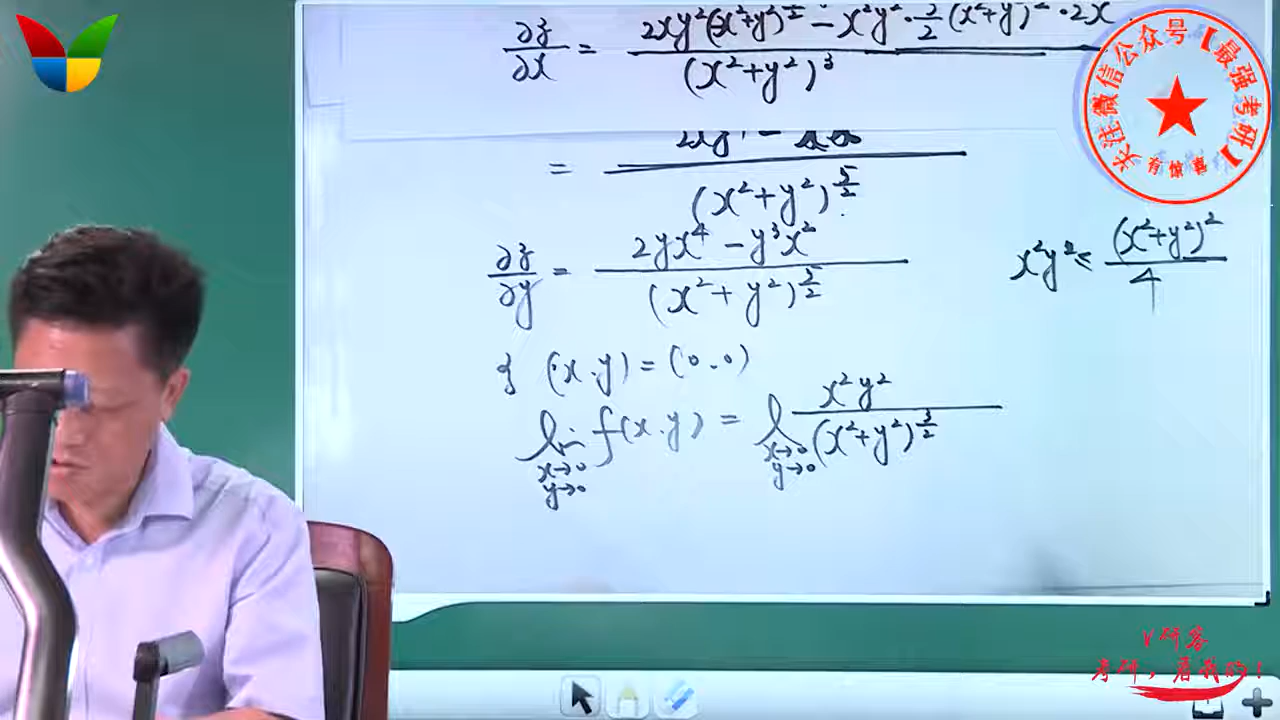 ∂z/∂x = (2xy²(x²+y²)^{3/2} - x²y²·3/2(x²+y²)^{1/2}·2x) / (x²+y²)³
= / (x²+y²)^{5/2}
∂z/∂y = (2yx⁴ - y³x²) / (x²+y²)^{5/2}
x²y² ≤ (x²+y²)² / 4
(x.y) = (0.0)
lim f(x.y) = l x²y² / (x²+y²)^{3/2}
x→0 x→0
y→0 y→0
关注微信公众号【最强考研】
有惊喜
V研客
考研,看我的!